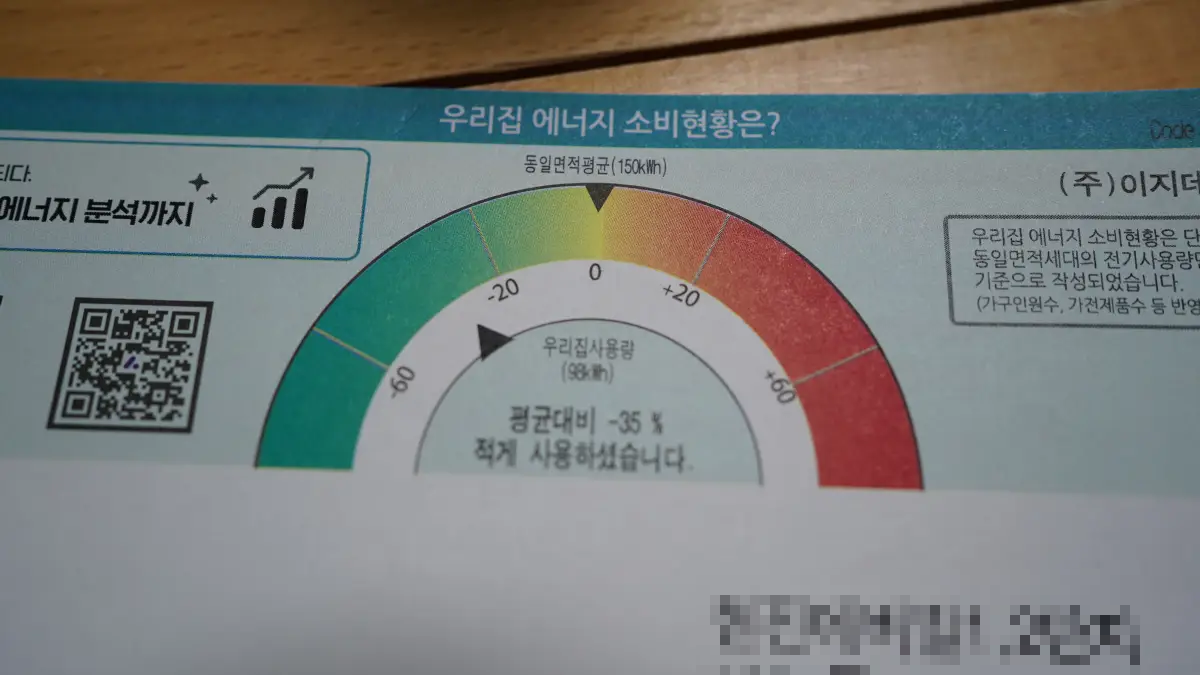 우리집 에너지 소비현황은?
동일면적평균(150kWh)
에너지 분석까지
(주)이지
우리집 에너지 소비현황은
동일면적세대의 전기사용량
기준으로 작성되었습니다.
(가구인원수, 가전제품수 등 반영
-60
-20
0
+20
+60
우리집사용량
(98kWh)
평균대비 -35 %
적게 사용하셨습니다.